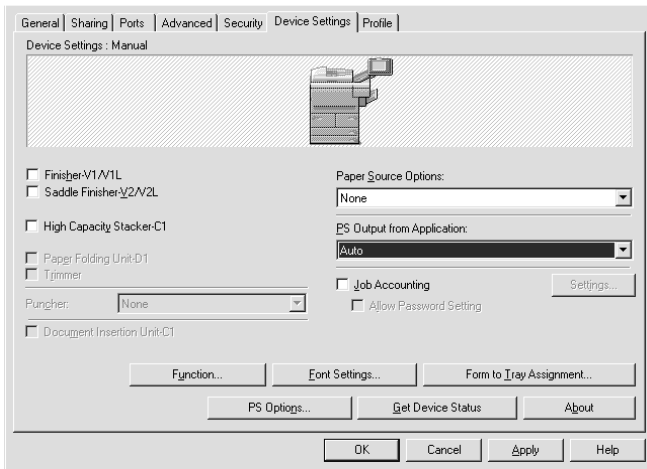 General Sharing Ports Advanced Security Device Settings Profile
Device Settings : Manual
Finisher-V1/V1L
Saddle Finisher-V2/V2L
High Capacity Stacker-C1
Paper Folding Unit-D1
Trimmer
Puncher: None
Document Insertion Unit-C1
Paper Source Options:
None
PS Output from Application:
Auto
Job Accounting Settings...
Allow Password Setting
Function... Font Settings... Form to Tray Assignment...
PS Options... Get Device Status About
OK Cancel Apply Help